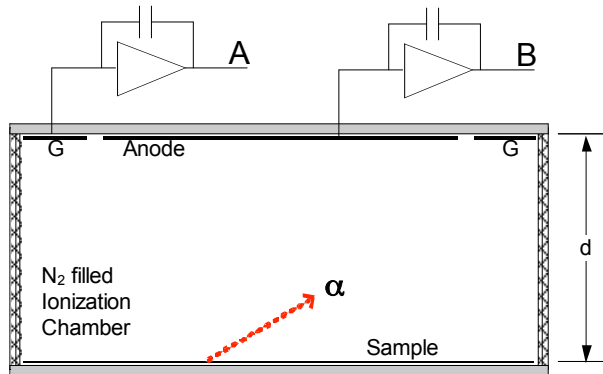 A
B
G
Anode
G
d
N₂ filled
Ionization
Chamber
α
Sample